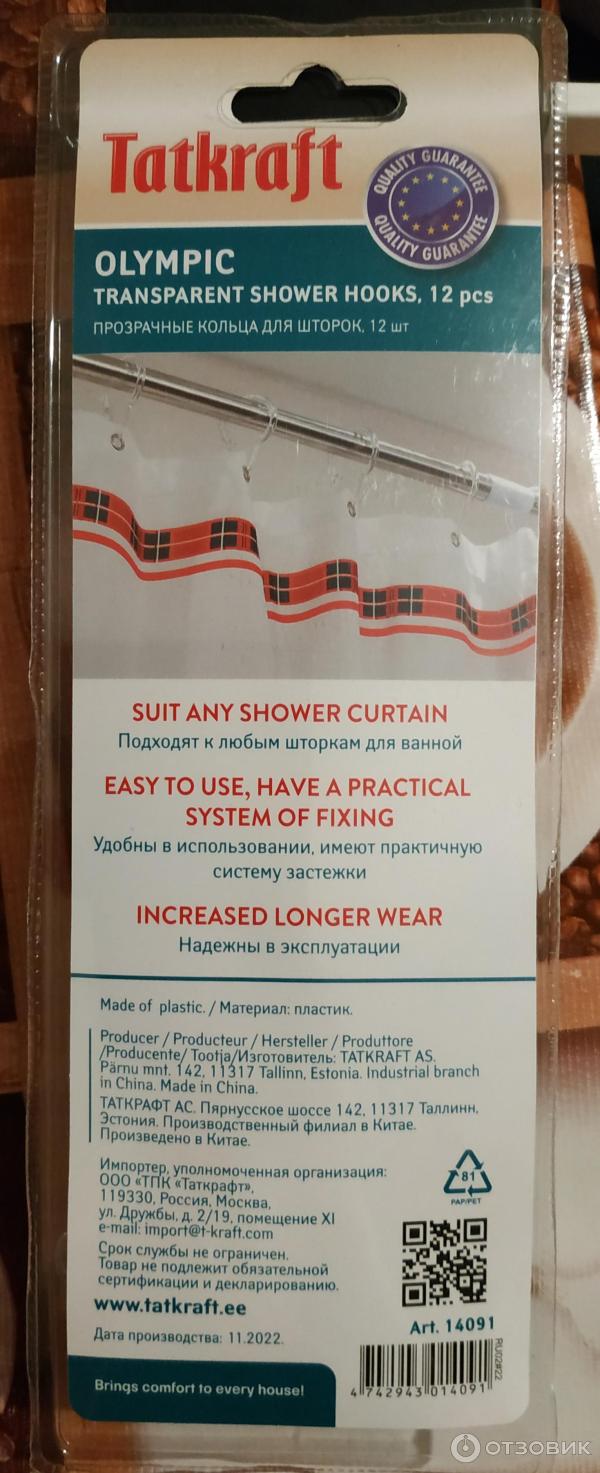 Tatkraft
QUALITY GUARANTEE
QUALITY GUARANTEE
OLYMPIC
TRANSPARENT SHOWER HOOKS, 12 pcs
ПРОЗРАЧНЫЕ КОЛЬЦА ДЛЯ ШТОРОК, 12 шт
SUIT ANY SHOWER CURTAIN
Подходят к любым шторкам для ванной
EASY TO USE, HAVE A PRACTICAL
SYSTEM OF FIXING
Удобны в использовании, имеют практичную
систему застежки
INCREASED LONGER WEAR
Надежны в эксплуатации
Made of plastic. / Материал: пластик.
Producer / Producteur / Hersteller / Produttore
/Producente/ Tootja/Изготовитель: TATKRAFT AS.
Pärnu mnt. 142, 11317 Tallinn, Estonia. Industrial branch
in China. Made in China.
ТАТКРАФТ АС. Пярнусское шоссе 142, 11317 Таллинн,
Эстония. Производственный филиал в Китае.
Произведено в Китае.
Импортер, уполномоченная организация:
ООО «ТПК «Таткрафт»,
119330, Россия, Москва,
ул. Дружбы, д. 2/19, помещение XI
e-mail: import@t-kraft.com
Срок службы не ограничен.
Товар не подлежит обязательной
сертификации и декларированию.
www.tatkraft.ee
Дата производства: 11.2022.
81
PAP/PET
Art. 14091
RU02#22
4 742943 014091
Brings comfort to every house!
ОТЗОВИК